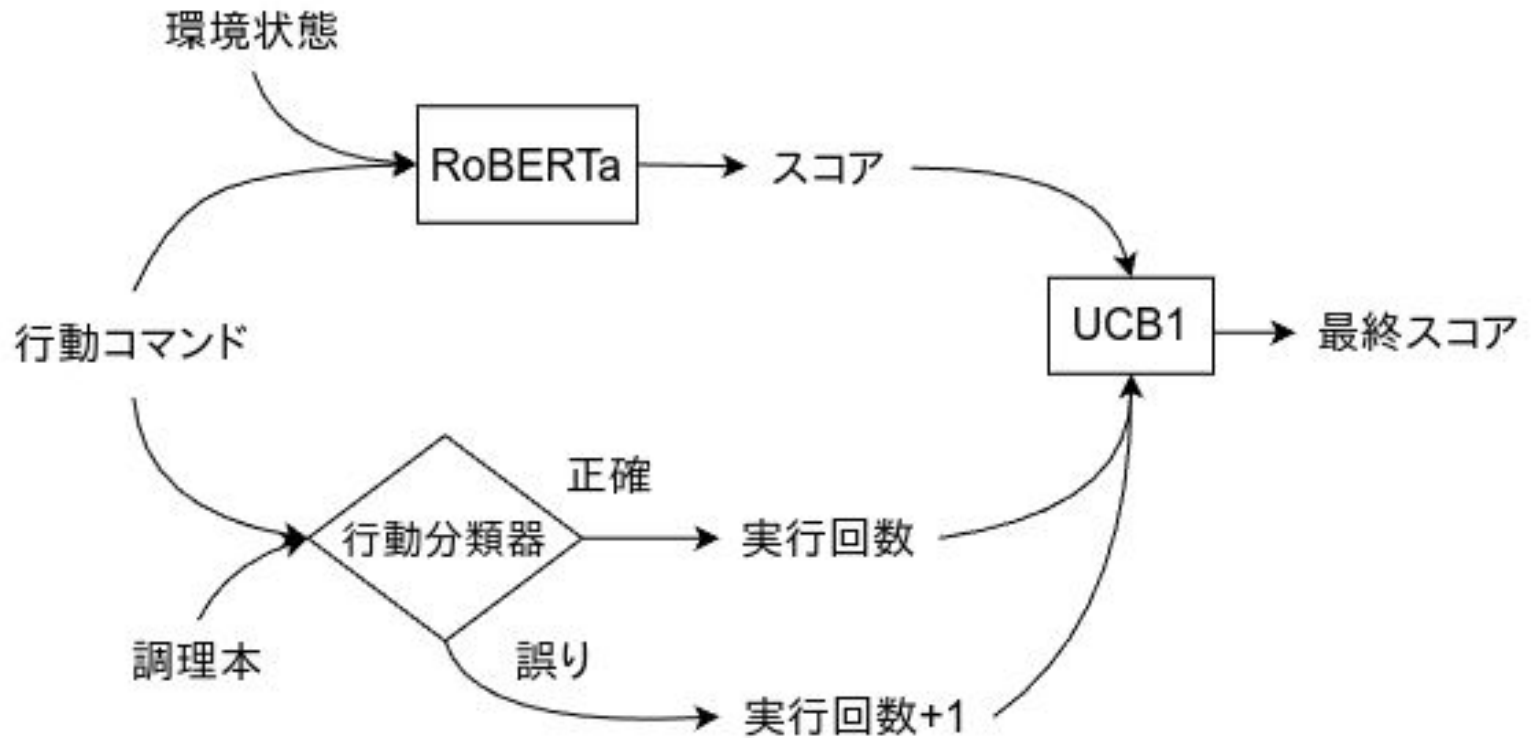 環境状態
RoBERTa
スコア
行動コマンド
UCB1
最終スコア
正確
行動分類器
実行回数
調理本
誤り
実行回数+1